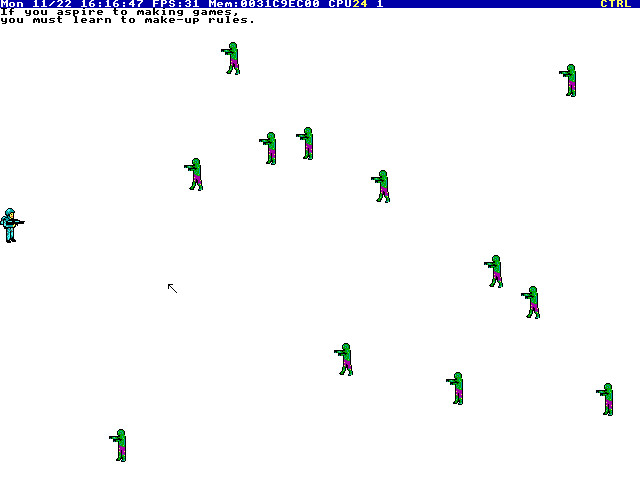 Mon 11/22 16:16:47 FPS:31 Mem:0031C9EC00 CPU24 1 CTRL
If you aspire to making games,
you must learn to make-up rules.